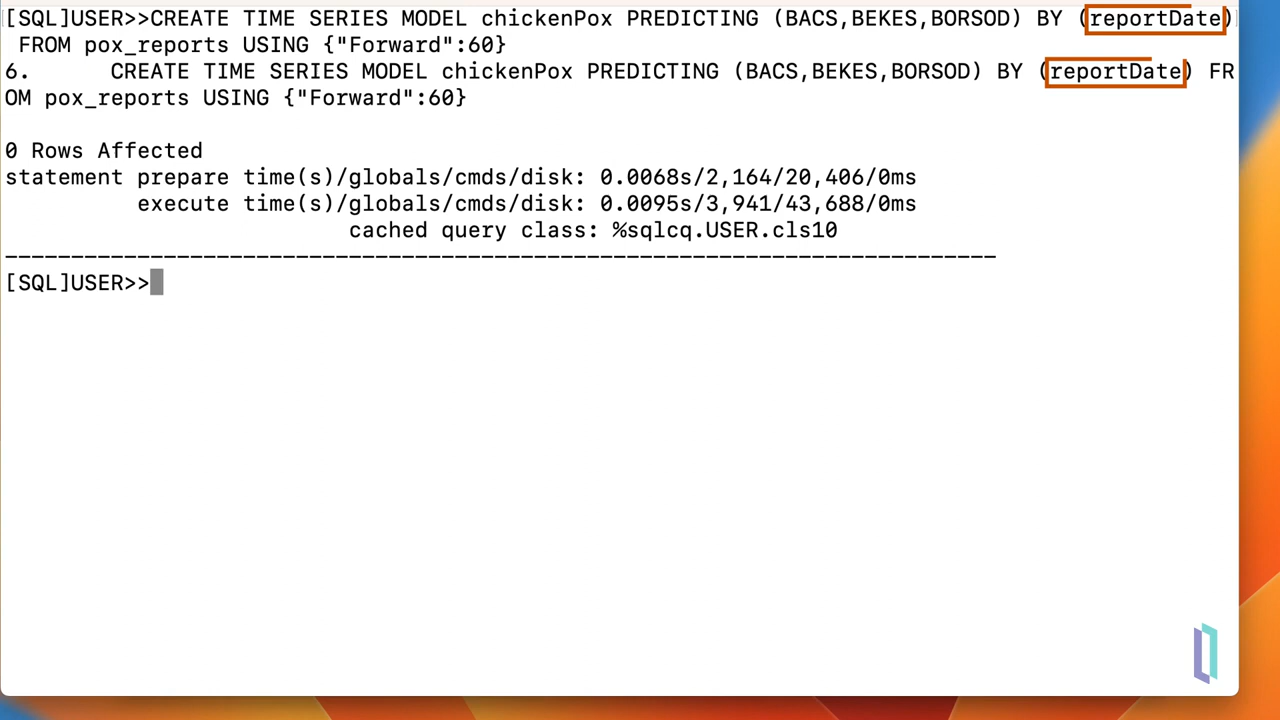 [SQL]USER>>CREATE TIME SERIES MODEL chickenPox PREDICTING (BACS,BEKES,BORSOD) BY (reportDate)
FROM pox_reports USING {"Forward":60}
6.      CREATE TIME SERIES MODEL chickenPox PREDICTING (BACS,BEKES,BORSOD) BY (reportDate) FR
OM pox_reports USING {"Forward":60}
0 Rows Affected
statement prepare time(s)/globals/cmds/disk: 0.0068s/2,164/20,406/0ms
execute time(s)/globals/cmds/disk: 0.0095s/3,941/43,688/0ms
cached query class: %sqlcq.USER.cls10
---------------------------------------------------------------------------
[SQL]USER>>